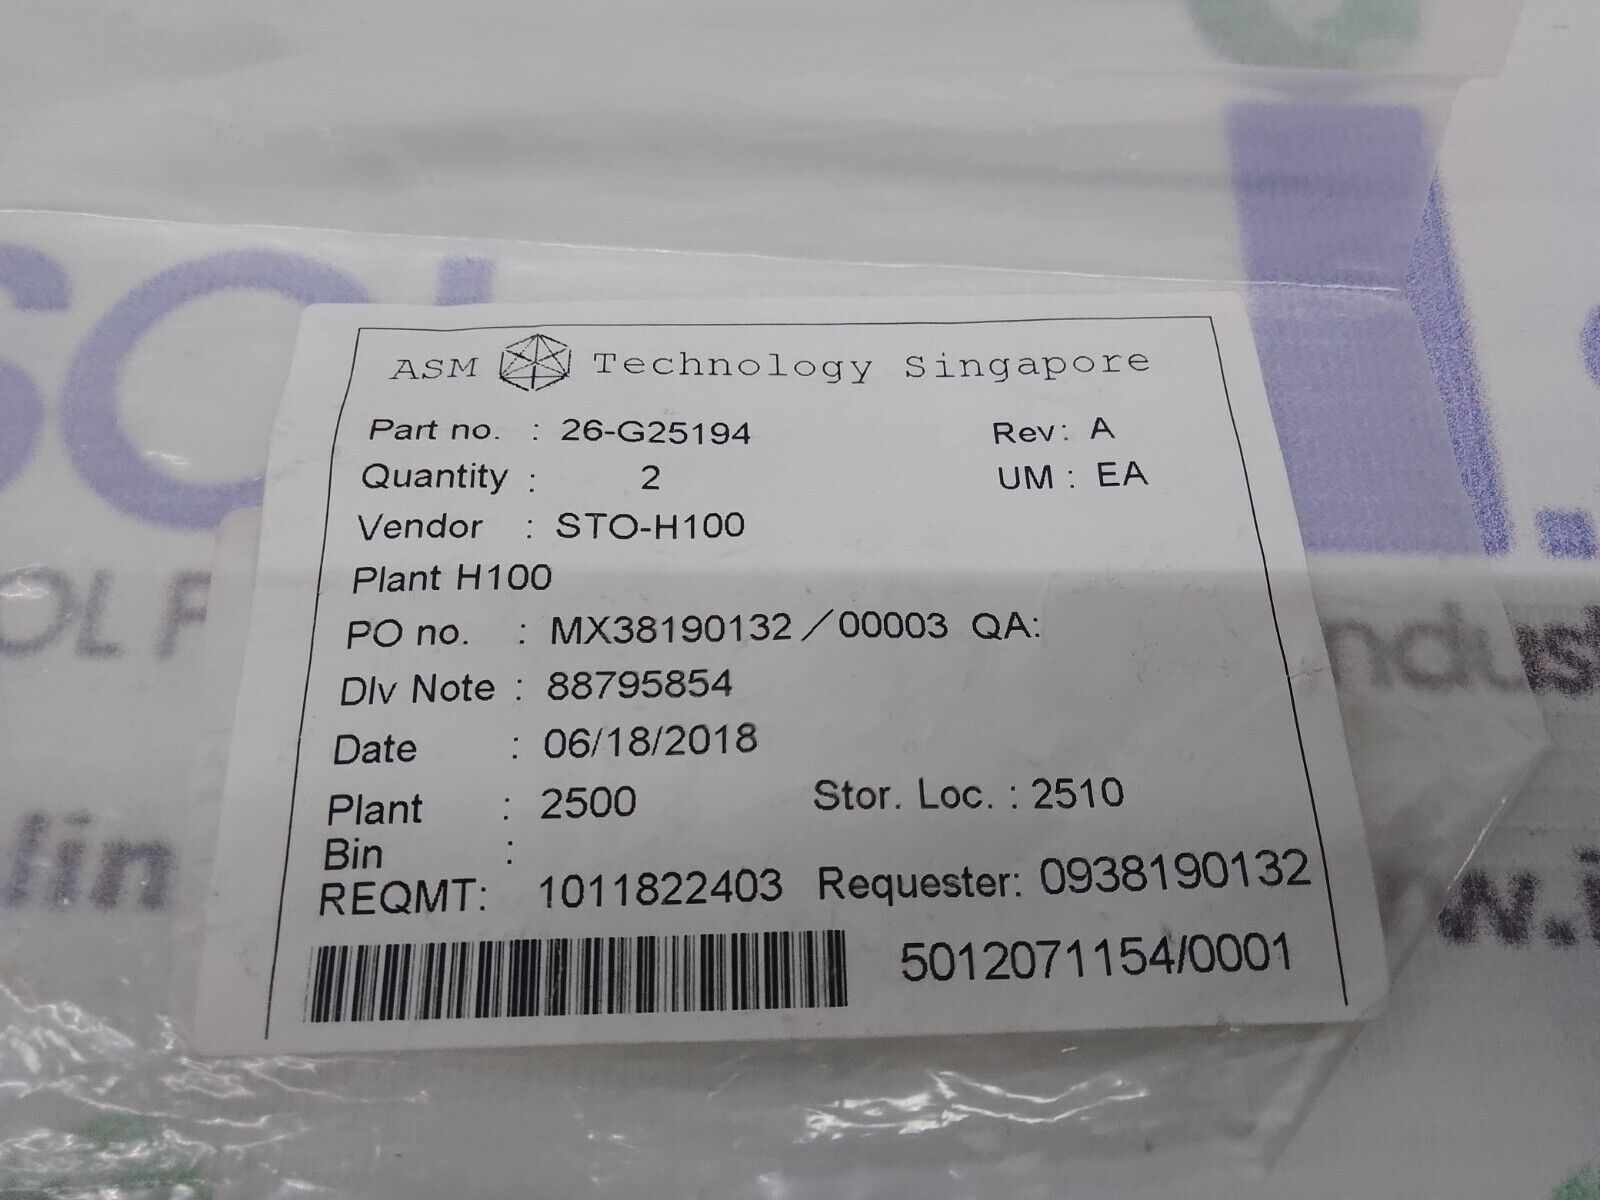 ASM Technology Singapore
Part no. : 26-G25194 Rev: A
Quantity : 2 UM : EA
Vendor : STO-H100
Plant H100
PO no. : MX38190132/00003 QA:
Dlv Note : 88795854
Date : 06/18/2018
Plant : 2500 Stor. Loc. : 2510
Bin :
REQMT: 1011822403 Requester: 0938190132
5012071154/0001